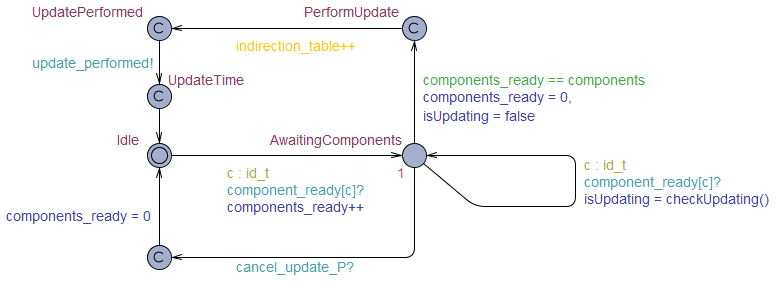 UpdatePerformed
PerformUpdate
C
C
indirection_table++
update_performed!
UpdateTime
C
components_ready == components
components_ready = 0,
isUpdating = false
Idle
AwaitingComponents
1
c : id_t
component_ready[c]?
components_ready++
c : id_t
component_ready[c]?
isUpdating = checkUpdating()
components_ready = 0
C
cancel_update_P?